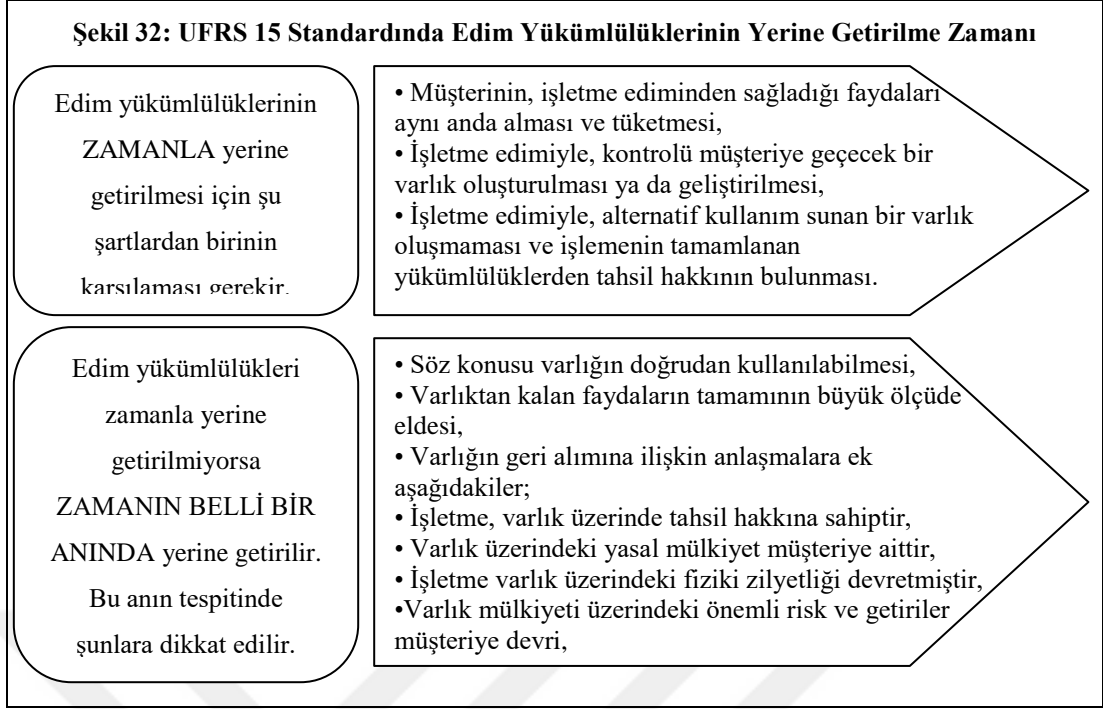 Şekil 32: UFRS 15 Standardında Edim Yükümlülüklerinin Yerine Getirilme Zamanı
Edim yükümlülüklerinin
ZAMANLA yerine
getirilmesi için şu
şartlardan birinin
karşılaması gerekir.
• Müşterinin, işletme ediminden sağladığı faydaları
aynı anda alması ve tüketmesi,
• İşletme edimiyle, kontrolü müşteriye geçecek bir
varlık oluşturulması ya da geliştirilmesi,
• İşletme edimiyle, alternatif kullanım sunan bir varlık
oluşmaması ve işlemenin tamamlanan
yükümlülüklerden tahsil hakkının bulunması.
Edim yükümlülükleri
zamanla yerine
getirilmiyorsa
ZAMANIN BELLİ BİR
ANINDA yerine getirilir.
Bu anın tespitinde
şunlara dikkat edilir.
• Söz konusu varlığın doğrudan kullanılabilmesi,
• Varlıktan kalan faydaların tamamının büyük ölçüde
eldesi,
• Varlığın geri alımına ilişkin anlaşmalara ek
aşağıdakiler;
• İşletme, varlık üzerinde tahsil hakkına sahiptir,
• Varlık üzerindeki yasal mülkiyet müşteriye aittir,
• İşletme varlık üzerindeki fiziki zilyetliği devretmiştir,
•Varlık mülkiyeti üzerindeki önemli risk ve getiriler
müşteriye devri,